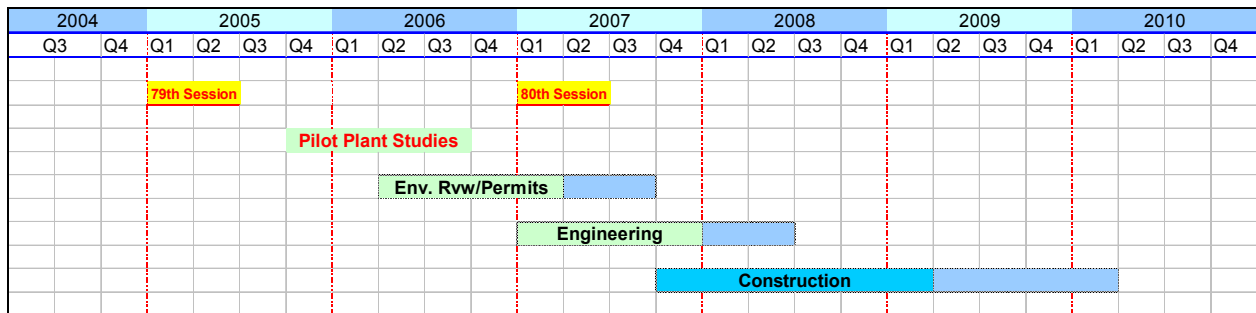 2004 2005 2006 2007 2008 2009 2010
Q3 Q4 Q1 Q2 Q3 Q4 Q1 Q2 Q3 Q4 Q1 Q2 Q3 Q4 Q1 Q2 Q3 Q4 Q1 Q2 Q3 Q4 Q1 Q2 Q3 Q4
79th Session 80th Session
Pilot Plant Studies
Env. Rvw/Permits
Engineering
Construction